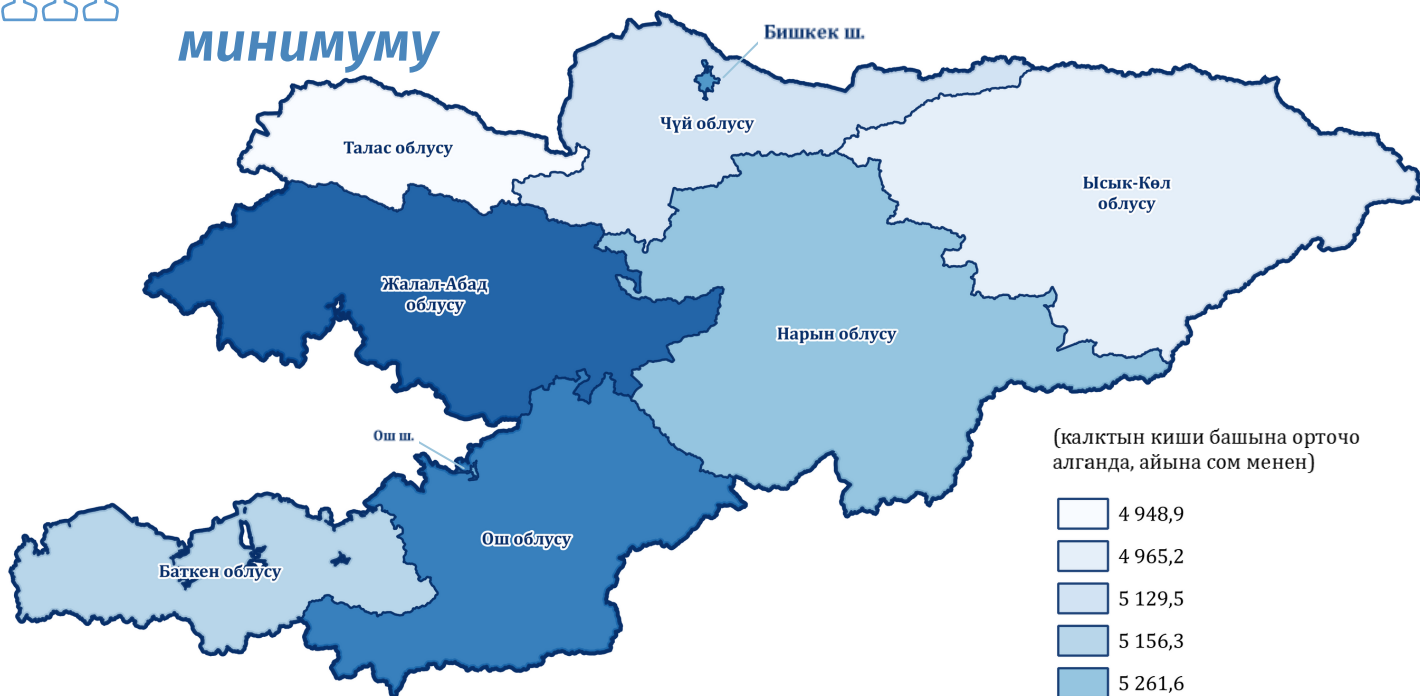 минимуму
Бишкек ш.
Чүй облусу
Талас облусу
Ысык-Көл
облусу
Жалал-Абад
облусу
Нарын облусу
Ош ш.
Ош облусу
Баткен облусу
(калктын киши башына орточо
алганда, айына сом менен)
4 948,9
4 965,2
5 129,5
5 156,3
5 261,6